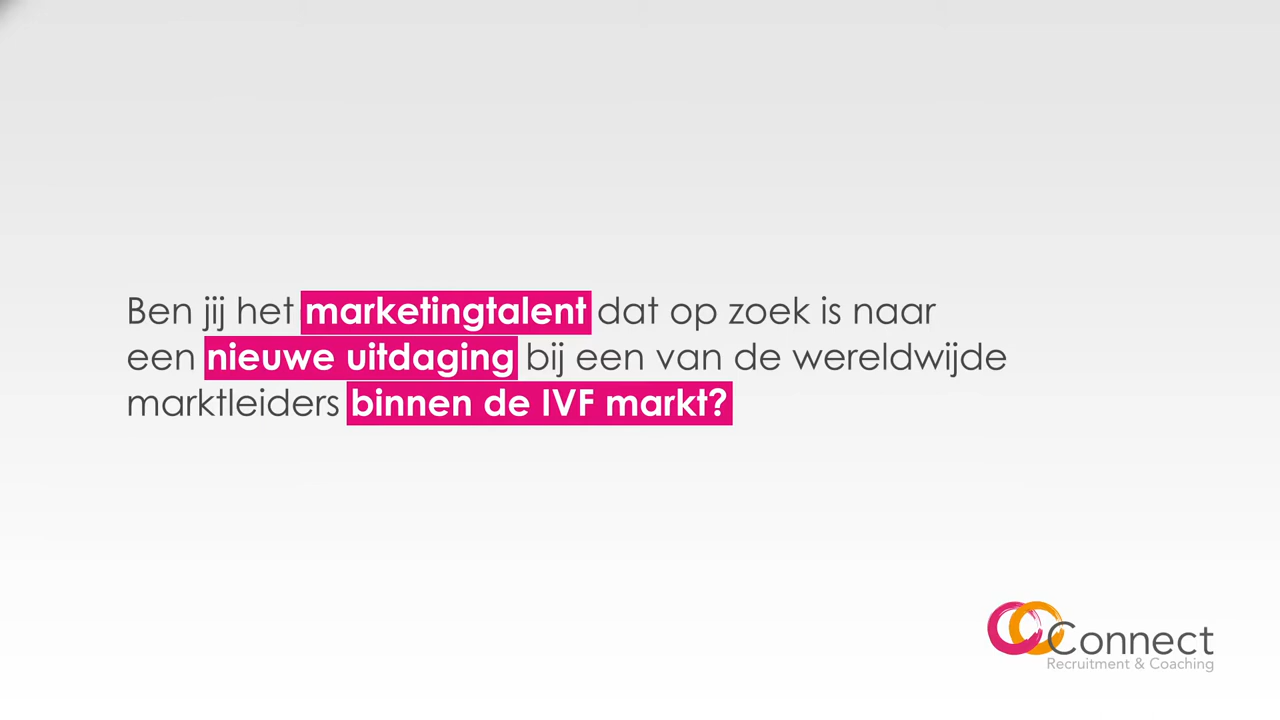 Ben jij het marketingtalent dat op zoek is naar
een nieuwe uitdaging bij een van de wereldwijde
marktleiders binnen de IVF markt?
Connect
Recruitment & Coaching